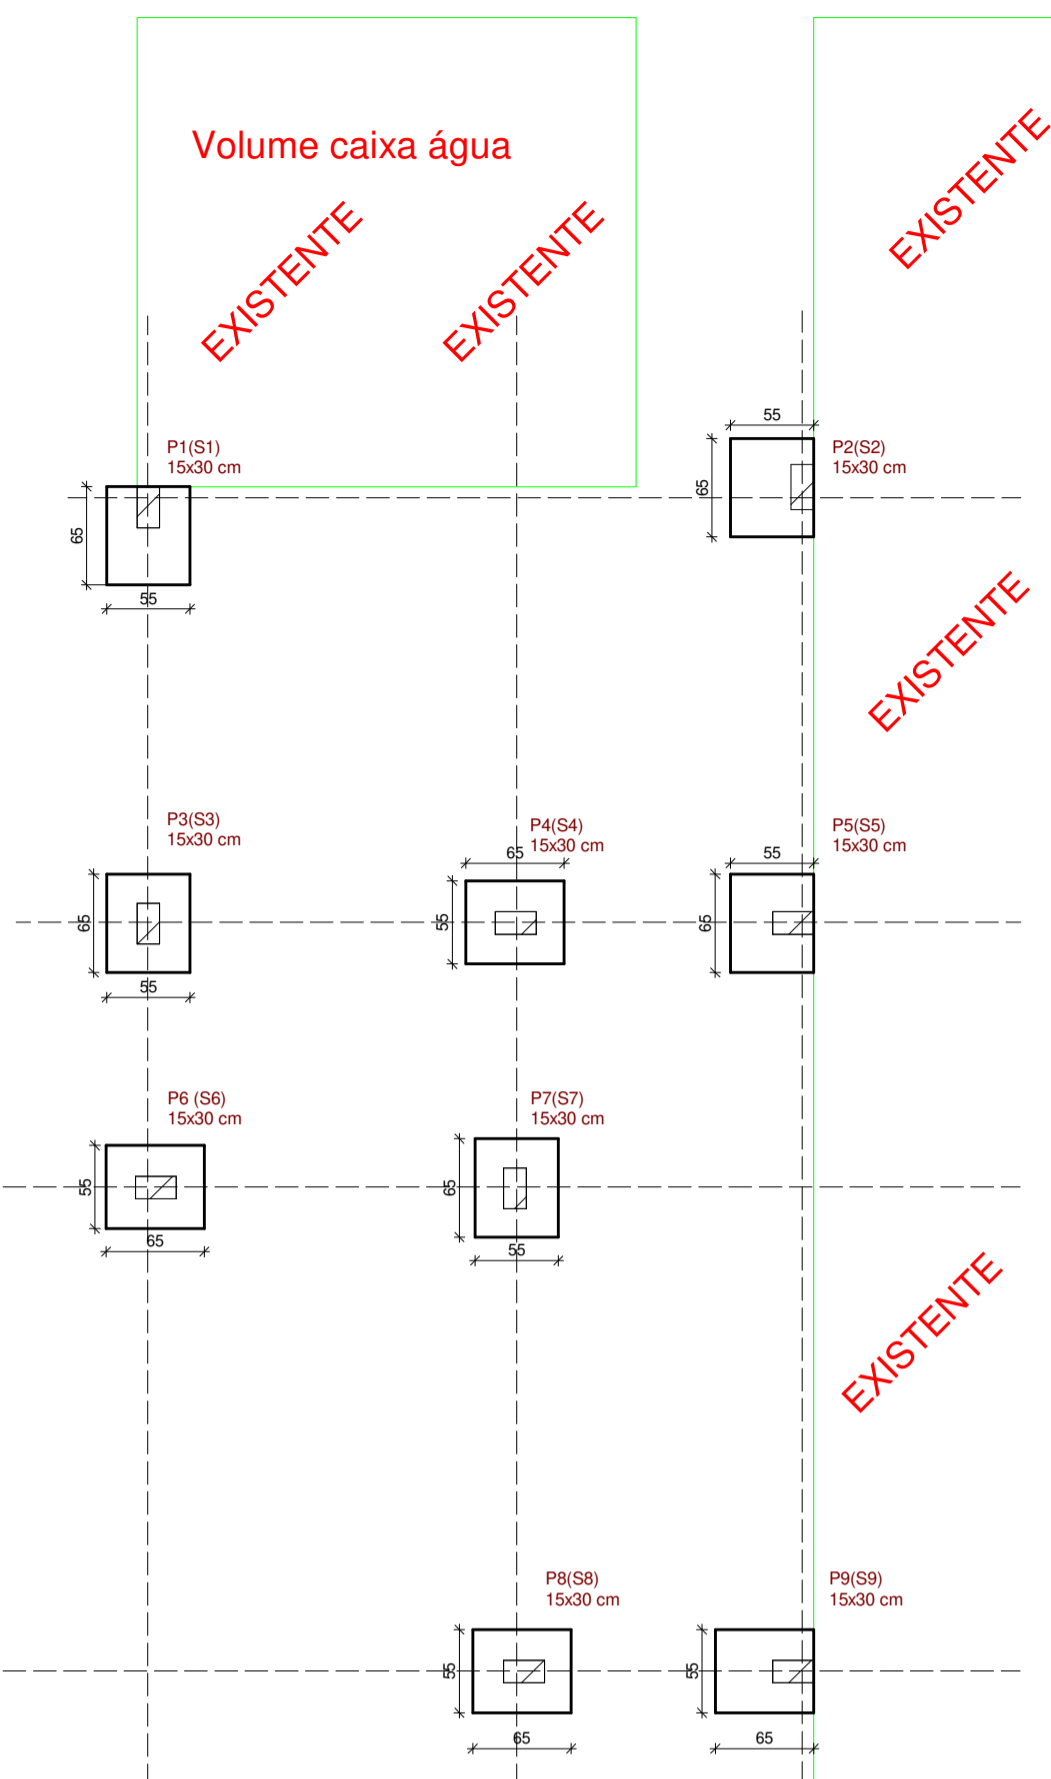 Volume caixa água
EXISTENTE
EXISTENTE
EXISTENTE
55
P1(S1)
15x30 cm
P2(S2)
15x30 cm
65
65
55
EXISTENTE
P3(S3)
15x30 cm
P4(S4)
15x30 cm
P5(S5)
15x30 cm
65
55
65
55
65
55
P6 (S6)
15x30 cm
P7(S7)
15x30 cm
55
65
65
55
EXISTENTE
P8(S8)
15x30 cm
P9(S9)
15x30 cm
55
55
65
65